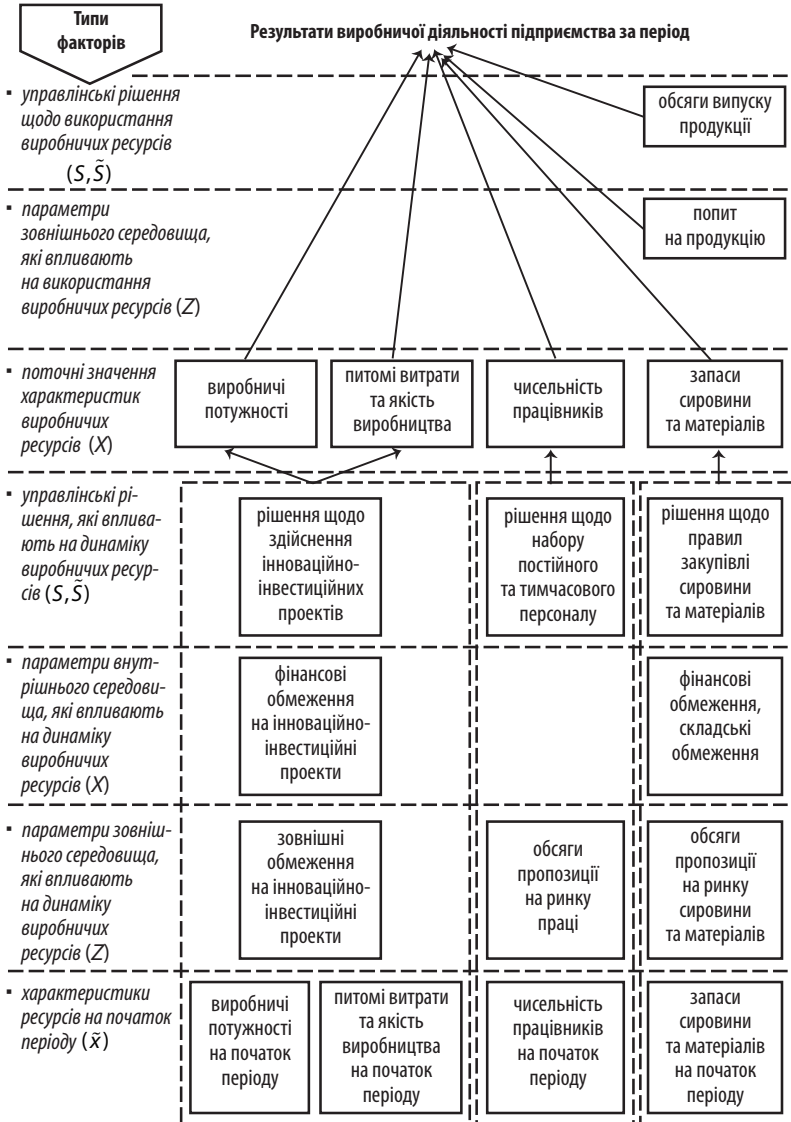 Типи
факторів
Результати виробничої діяльності підприємства за період
▪ управлінські рішення
щодо використання
виробничих ресурсів
(S, S̃)
обсяги випуску
продукції
▪ параметри
зовнішнього середовища,
які впливають
на використання
виробничих ресурсів (Z)
попит
на продукцію
▪ поточні значення
характеристик
виробничих
ресурсів (X)
виробничі
потужності
питомі витрати
та якість
виробництва
чисельність
працівників
запаси
сировини
та матеріалів
▪ управлінські рі-
шення, які вплива-
ють на динаміку
виробничих ресур-
сів (S, S̃)
рішення щодо
здійснення
інноваційно-
інвестиційних
проектів
рішення щодо
набору
постійного
та тимчасового
персоналу
рішення щодо
правил
закупівлі
сировини
та матеріалів
▪ параметри внут-
рішнього середови-
ща, які впливають
на динаміку
виробничих
ресурсів (X)
фінансові
обмеження
на інноваційно-
інвестиційні
проекти
фінансові
обмеження,
складські
обмеження
▪ параметри зовніш-
нього середовища,
які впливають
на динаміку
виробничих
ресурсів (Z)
зовнішні
обмеження
на інноваційно-
інвестиційні
проекти
обсяги
пропозиції
на ринку
праці
обсяги
пропозиції
на ринку
сировини
та матеріалів
▪ характеристики
ресурсів на початок
періоду (x̃)
виробничі
потужності
на початок
періоду
питомі витрати
та якість
виробництва
на початок
періоду
чисельність
працівників
на початок
періоду
запаси
сировини
та матеріалів
на початок
періоду